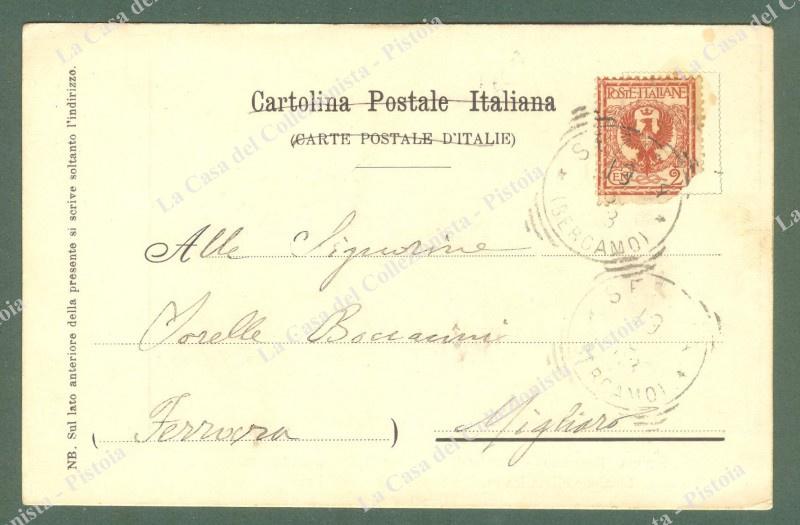 Cartolina Postale Italiana
(CARTE POSTALE D'ITALIE)
POSTE·ITALIANE
CEN 2
(BERGAMO)
Alle Signorine
Sorelle Boccacini
(Ferrara) Migliaro
NB. Sul lato anteriore della presente si scrive soltanto l'indirizzo.
La Casa del Collezionista - Pistoia